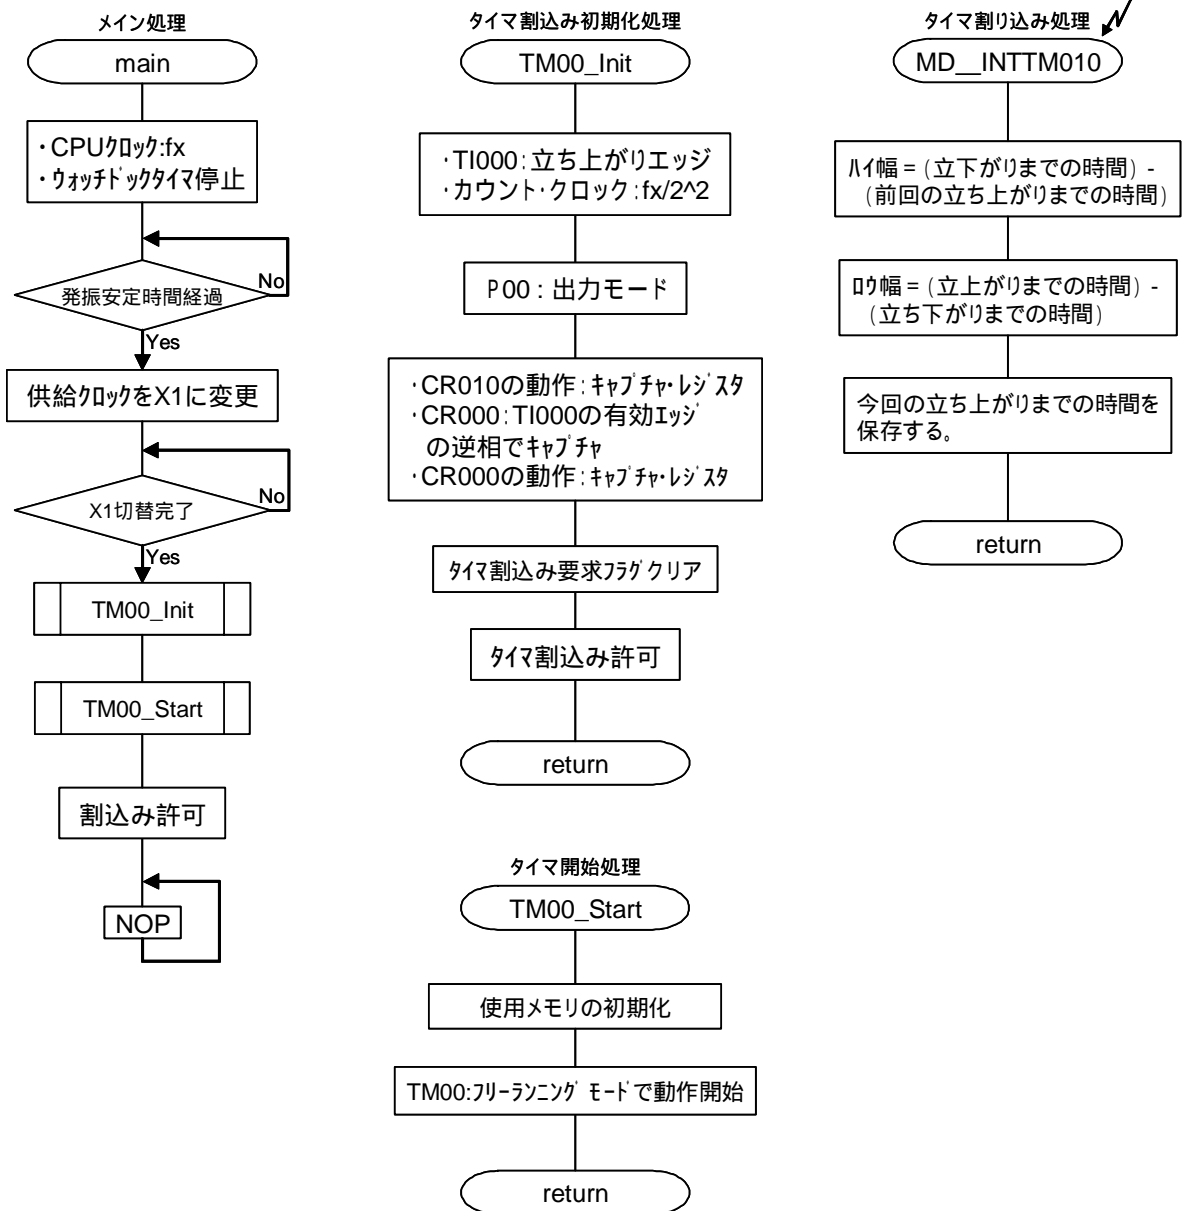 メイン処理
main
・CPUｸﾛｯｸ:fx
・ｳｫｯﾁﾄﾞｯｸﾀｲﾏ停止
発振安定時間経過
No
Yes
供給ｸﾛｯｸをX1に変更
X1切替完了
No
Yes
TM00_Init
TM00_Start
割込み許可
NOP
タイマ割込み初期化処理
TM00_Init
・TI000：立ち上がりエッジ
・カウント・クロック：fx/2^2
P00：出力モード
・CR010の動作：ｷｬﾌﾟﾁｬ・ﾚｼﾞｽﾀ
・CR000：TI000の有効ｴｯｼﾞ
の逆相でｷｬﾌﾟﾁｬ
・CR000の動作：ｷｬﾌﾟﾁｬ・ﾚｼﾞｽﾀ
ﾀｲﾏ割込み要求ﾌﾗｸﾞクリア
ﾀｲﾏ割込み許可
return
タイマ開始処理
TM00_Start
使用メモリの初期化
TM00:ﾌﾘｰﾗﾝﾆﾝｸﾞ ﾓｰﾄﾞで動作開始
return
タイマ割り込み処理
MD__INTTM010
ﾊｲ幅 = (立下がりまでの時間) -
(前回の立ち上がりまでの時間)
ﾛｳ幅 = (立上がりまでの時間) -
(立ち下がりまでの時間)
今回の立ち上がりまでの時間を
保存する。
return